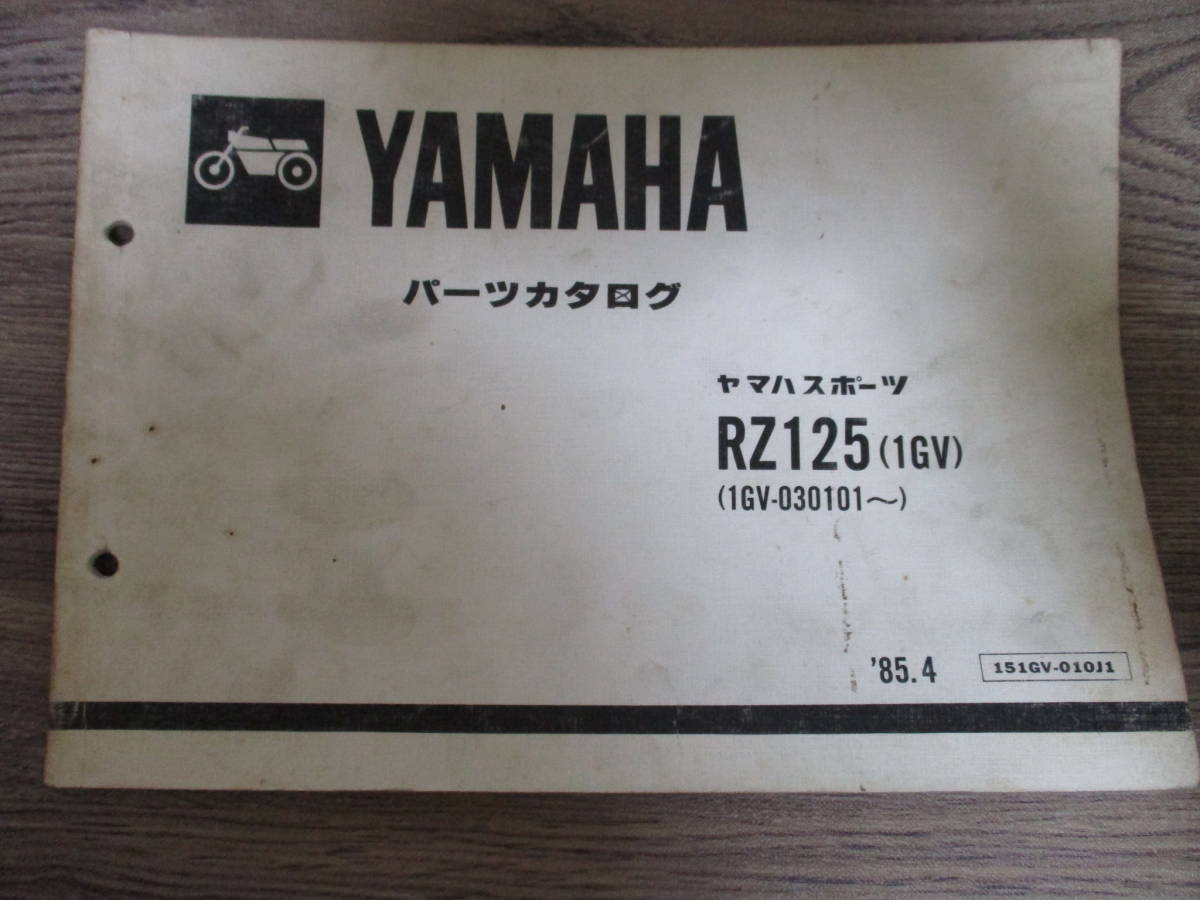 YAMAHA
パーツカタログ
ヤマハスポーツ
RZ125 (1GV)
(1GV-030101〜)
'85.4
151GV-010J1